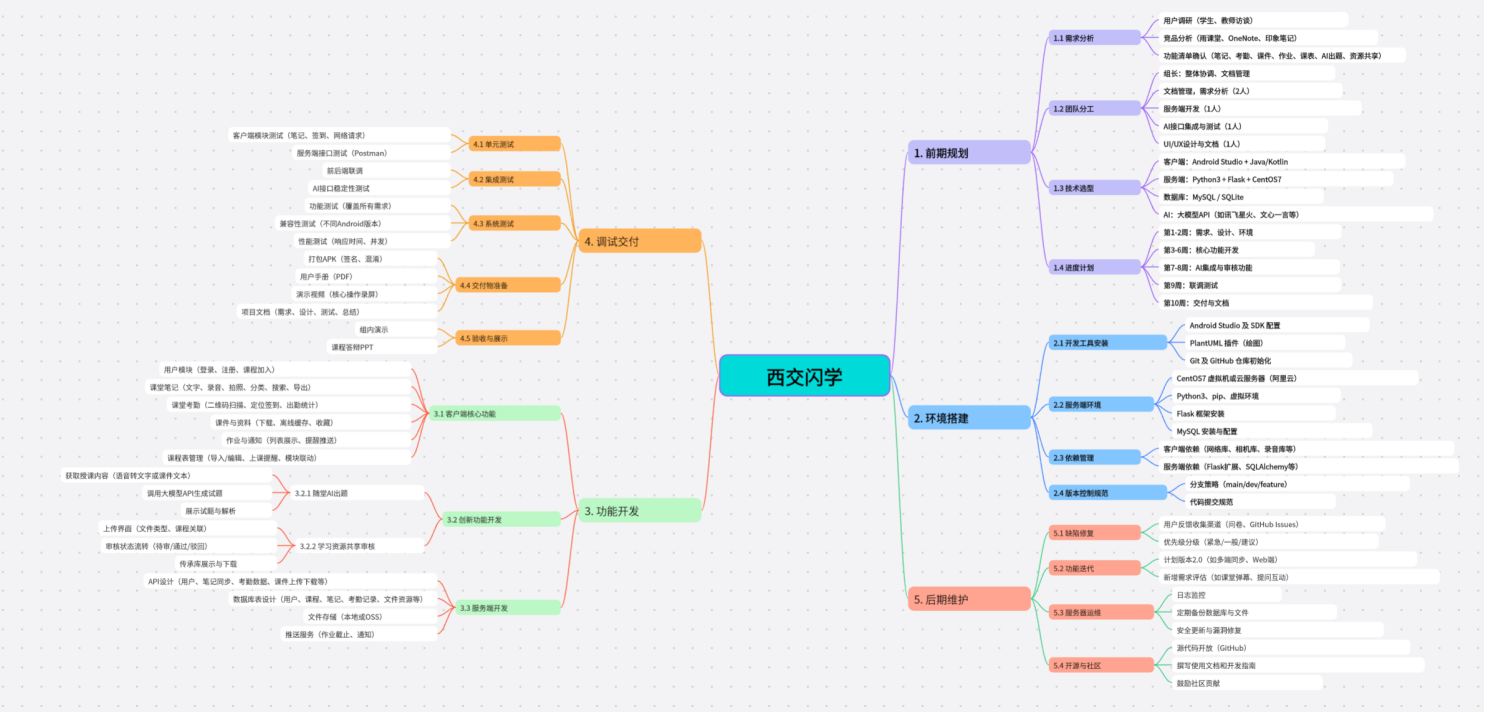 西交闪学
1. 前期规划
1.1 需求分析
用户调研（学生、教师访谈）
竞品分析（雨课堂、OneNote、印象笔记）
功能清单确认（笔记、考勤、课件、作业、课表、AI出题、资源共享）
1.2 团队分工
组长：整体协调、文档管理
文档管理，需求分析（2人）
服务端开发（1人）
AI接口集成与测试（1人）
UI/UX设计与文档（1人）
1.3 技术选型
客户端：Android Studio + Java/Kotlin
服务端：Python3 + Flask + CentOS7
数据库：MySQL / SQLite
AI：大模型API（如讯飞星火、文心一言等）
1.4 进度计划
第1-2周：需求、设计、环境
第3-6周：核心功能开发
第7-8周：AI集成与审核功能
第9周：联调测试
第10周：交付与文档
2. 环境搭建
2.1 开发工具安装
Android Studio 及 SDK 配置
PlantUML 插件（绘图）
Git 及 GitHub 仓库初始化
2.2 服务端环境
CentOS7 虚拟机或云服务器（阿里云）
Python3、pip、虚拟环境
Flask 框架安装
MySQL 安装与配置
2.3 依赖管理
客户端依赖（网络库、相机库、录音库等）
服务端依赖（Flask扩展、SQLAlchemy等）
2.4 版本控制规范
分支策略（main/dev/feature）
代码提交规范
3. 功能开发
3.1 客户端核心功能
用户模块（登录、注册、课程加入）
课堂笔记（文字、录音、拍照、分类、搜索、导出）
课堂考勤（二维码扫描、定位签到、出勤统计）
课件与资料（下载、离线缓存、收藏）
作业与通知（列表展示、提醒推送）
课程表管理（导入/编辑、上课提醒、模块联动）
3.2 创新功能开发
3.2.1 随堂AI出题
获取授课内容（语音转文字或课件文本）
调用大模型API生成试题
展示试题与解析
3.2.2 学习资源共享审核
上传界面（文件类型、课程关联）
审核状态流转（待审/通过/驳回）
传承库展示与下载
3.3 服务端开发
API设计（用户、笔记同步、考勤数据、课件上传下载等）
数据库表设计（用户、课程、笔记、考勤记录、文件资源等）
文件存储（本地或OSS）
推送服务（作业截止、通知）
4. 调试交付
4.1 单元测试
客户端模块测试（笔记、签到、网络请求）
服务端接口测试（Postman）
4.2 集成测试
前后端联调
AI接口稳定性测试
4.3 系统测试
功能测试（覆盖所有需求）
兼容性测试（不同Android版本）
性能测试（响应时间、并发）
4.4 交付物准备
打包APK（签名、混淆）
用户手册（PDF）
演示视频（核心操作录屏）
项目文档（需求、设计、测试、总结）
4.5 验收与展示
组内演示
课程答辩PPT
5. 后期维护
5.1 缺陷修复
用户反馈收集渠道（问卷、GitHub Issues）
优先级分级（紧急/一般/建议）
5.2 功能迭代
计划版本2.0（如多端同步、Web端）
新增需求评估（如课堂弹幕、提问互动）
5.3 服务器运维
日志监控
定期备份数据库与文件
安全更新与漏洞修复
5.4 开源与社区
源代码开放（GitHub）
撰写使用文档和开发指南
鼓励社区贡献